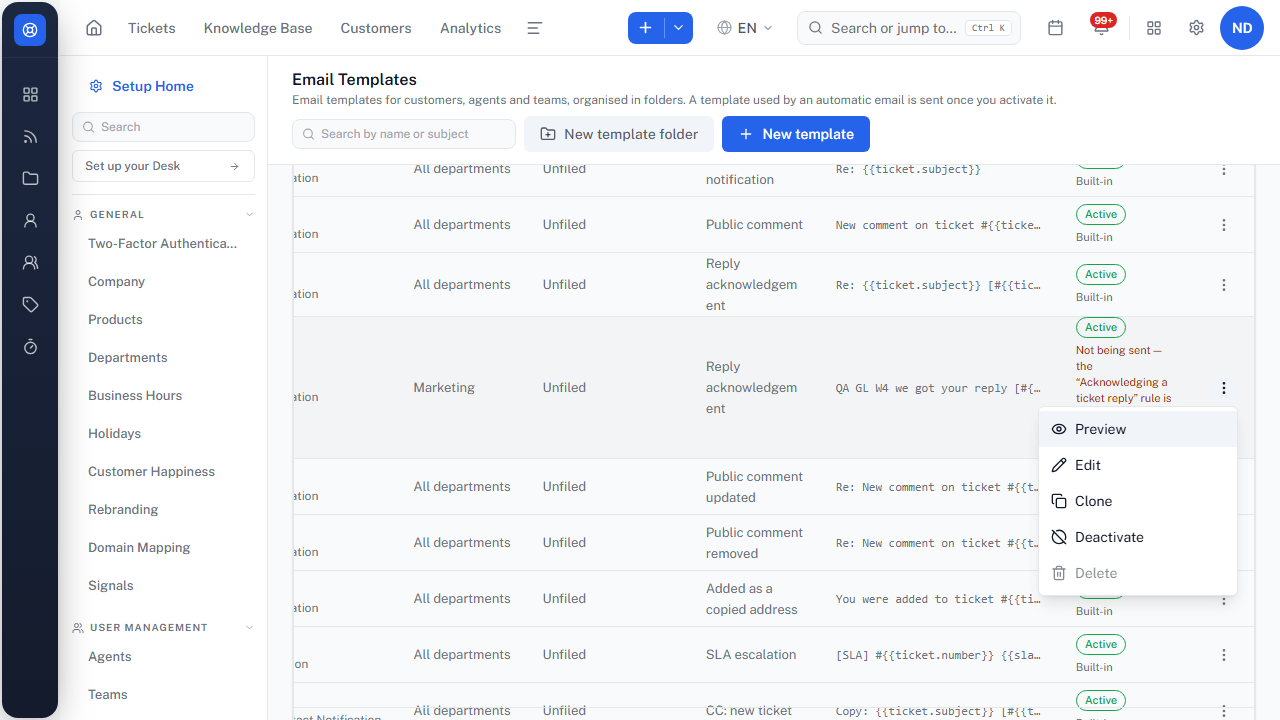 Tickets
Knowledge Base
Customers
Analytics
EN
Search or jump to...
Ctrl K
99+
ND
Setup Home
Search
Set up your Desk
GENERAL
Two-Factor Authentica...
Company
Products
Departments
Business Hours
Holidays
Customer Happiness
Rebranding
Domain Mapping
Signals
USER MANAGEMENT
Agents
Teams
Email Templates
Email templates for customers, agents and teams, organised in folders. A template used by an automatic email is sent once you activate it.
Search by name or subject
New template folder
New template
ation
All departments
Unfiled
notification
Re: {{ticket.subject}}
Built-in
ation
All departments
Unfiled
Public comment
New comment on ticket #{{ticke…
Active
Built-in
ation
All departments
Unfiled
Reply
acknowledgem
ent
Re: {{ticket.subject}} [#{{tic…
Active
Built-in
ation
Marketing
Unfiled
Reply
acknowledgem
ent
QA GL W4 we got your reply [#{…
Active
Not being sent —
the
“Acknowledging a
ticket reply” rule is
Preview
Edit
Clone
Deactivate
Delete
ation
All departments
Unfiled
Public comment
updated
Re: New comment on ticket #{{t…
ation
All departments
Unfiled
Public comment
removed
Re: New comment on ticket #{{t…
ation
All departments
Unfiled
Added as a
copied address
You were added to ticket #{{ti…
Built-in
on
All departments
Unfiled
SLA escalation
[SLA] #{{ticket.number}} {{sla…
Active
Built-in
ract Notification
All departments
Unfiled
CC: new ticket
Copy: {{ticket.subject}} [#{{t…
Active
Built-in